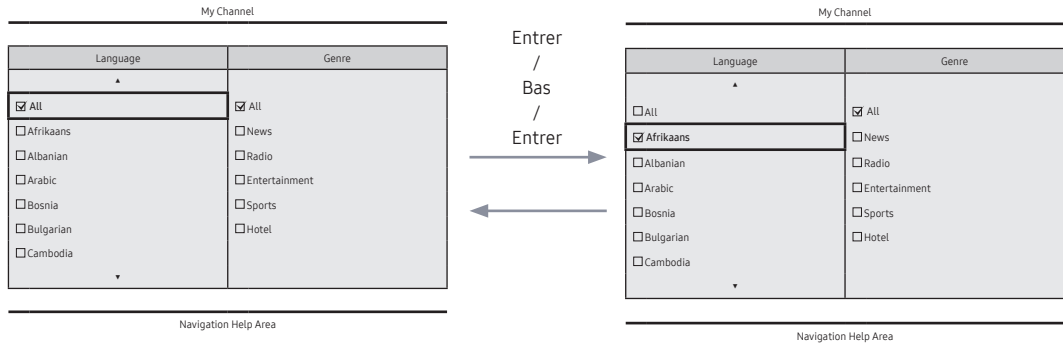 My Channel
Language Genre
▲
☑ All ☑ All
☐ Afrikaans ☐ News
☐ Albanian ☐ Radio
☐ Arabic ☐ Entertainment
☐ Bosnia ☐ Sports
☐ Bulgarian ☐ Hotel
☐ Cambodia
▼
Navigation Help Area
Entrer
/
Bas
/
Entrer
My Channel
Language Genre
▲
☐ All ☑ All
☑ Afrikaans ☐ News
☐ Albanian ☐ Radio
☐ Arabic ☐ Entertainment
☐ Bosnia ☐ Sports
☐ Bulgarian ☐ Hotel
☐ Cambodia
▼
Navigation Help Area